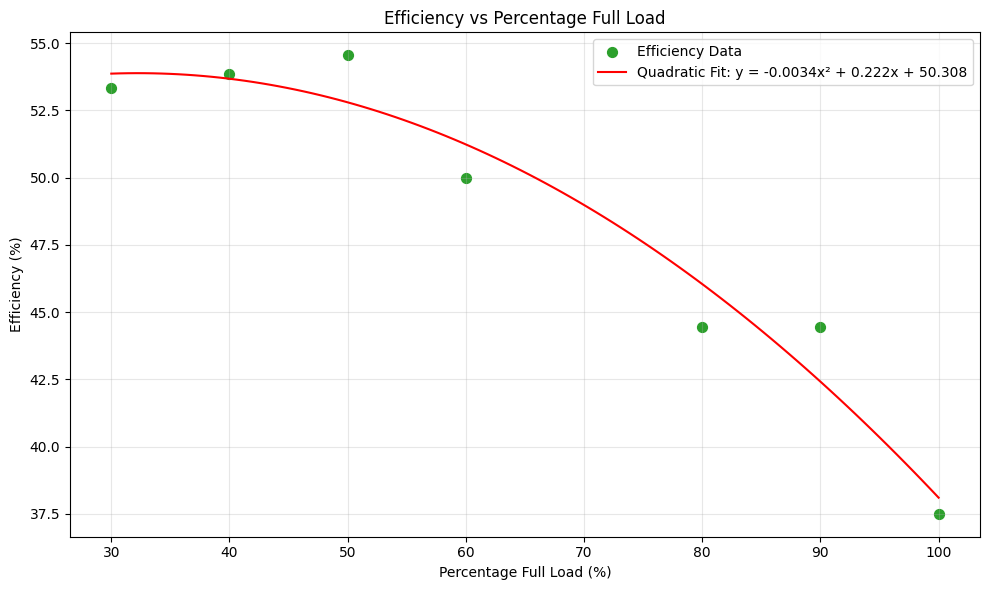 Efficiency vs Percentage Full Load
Efficiency Data
Quadratic Fit: y = -0.0034x² + 0.222x + 50.308
55.0
52.5
50.0
47.5
45.0
42.5
40.0
37.5
Efficiency (%)
30 40 50 60 70 80 90 100
Percentage Full Load (%)